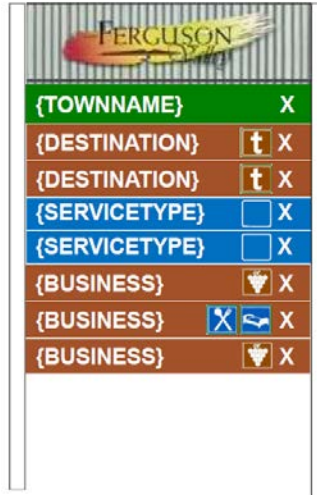 FERGUSON
Valley
{TOWNNAME} X
{DESTINATION} t X
{DESTINATION} t X
{SERVICETYPE} X
{SERVICETYPE} X
{BUSINESS} X
{BUSINESS} X
{BUSINESS} X